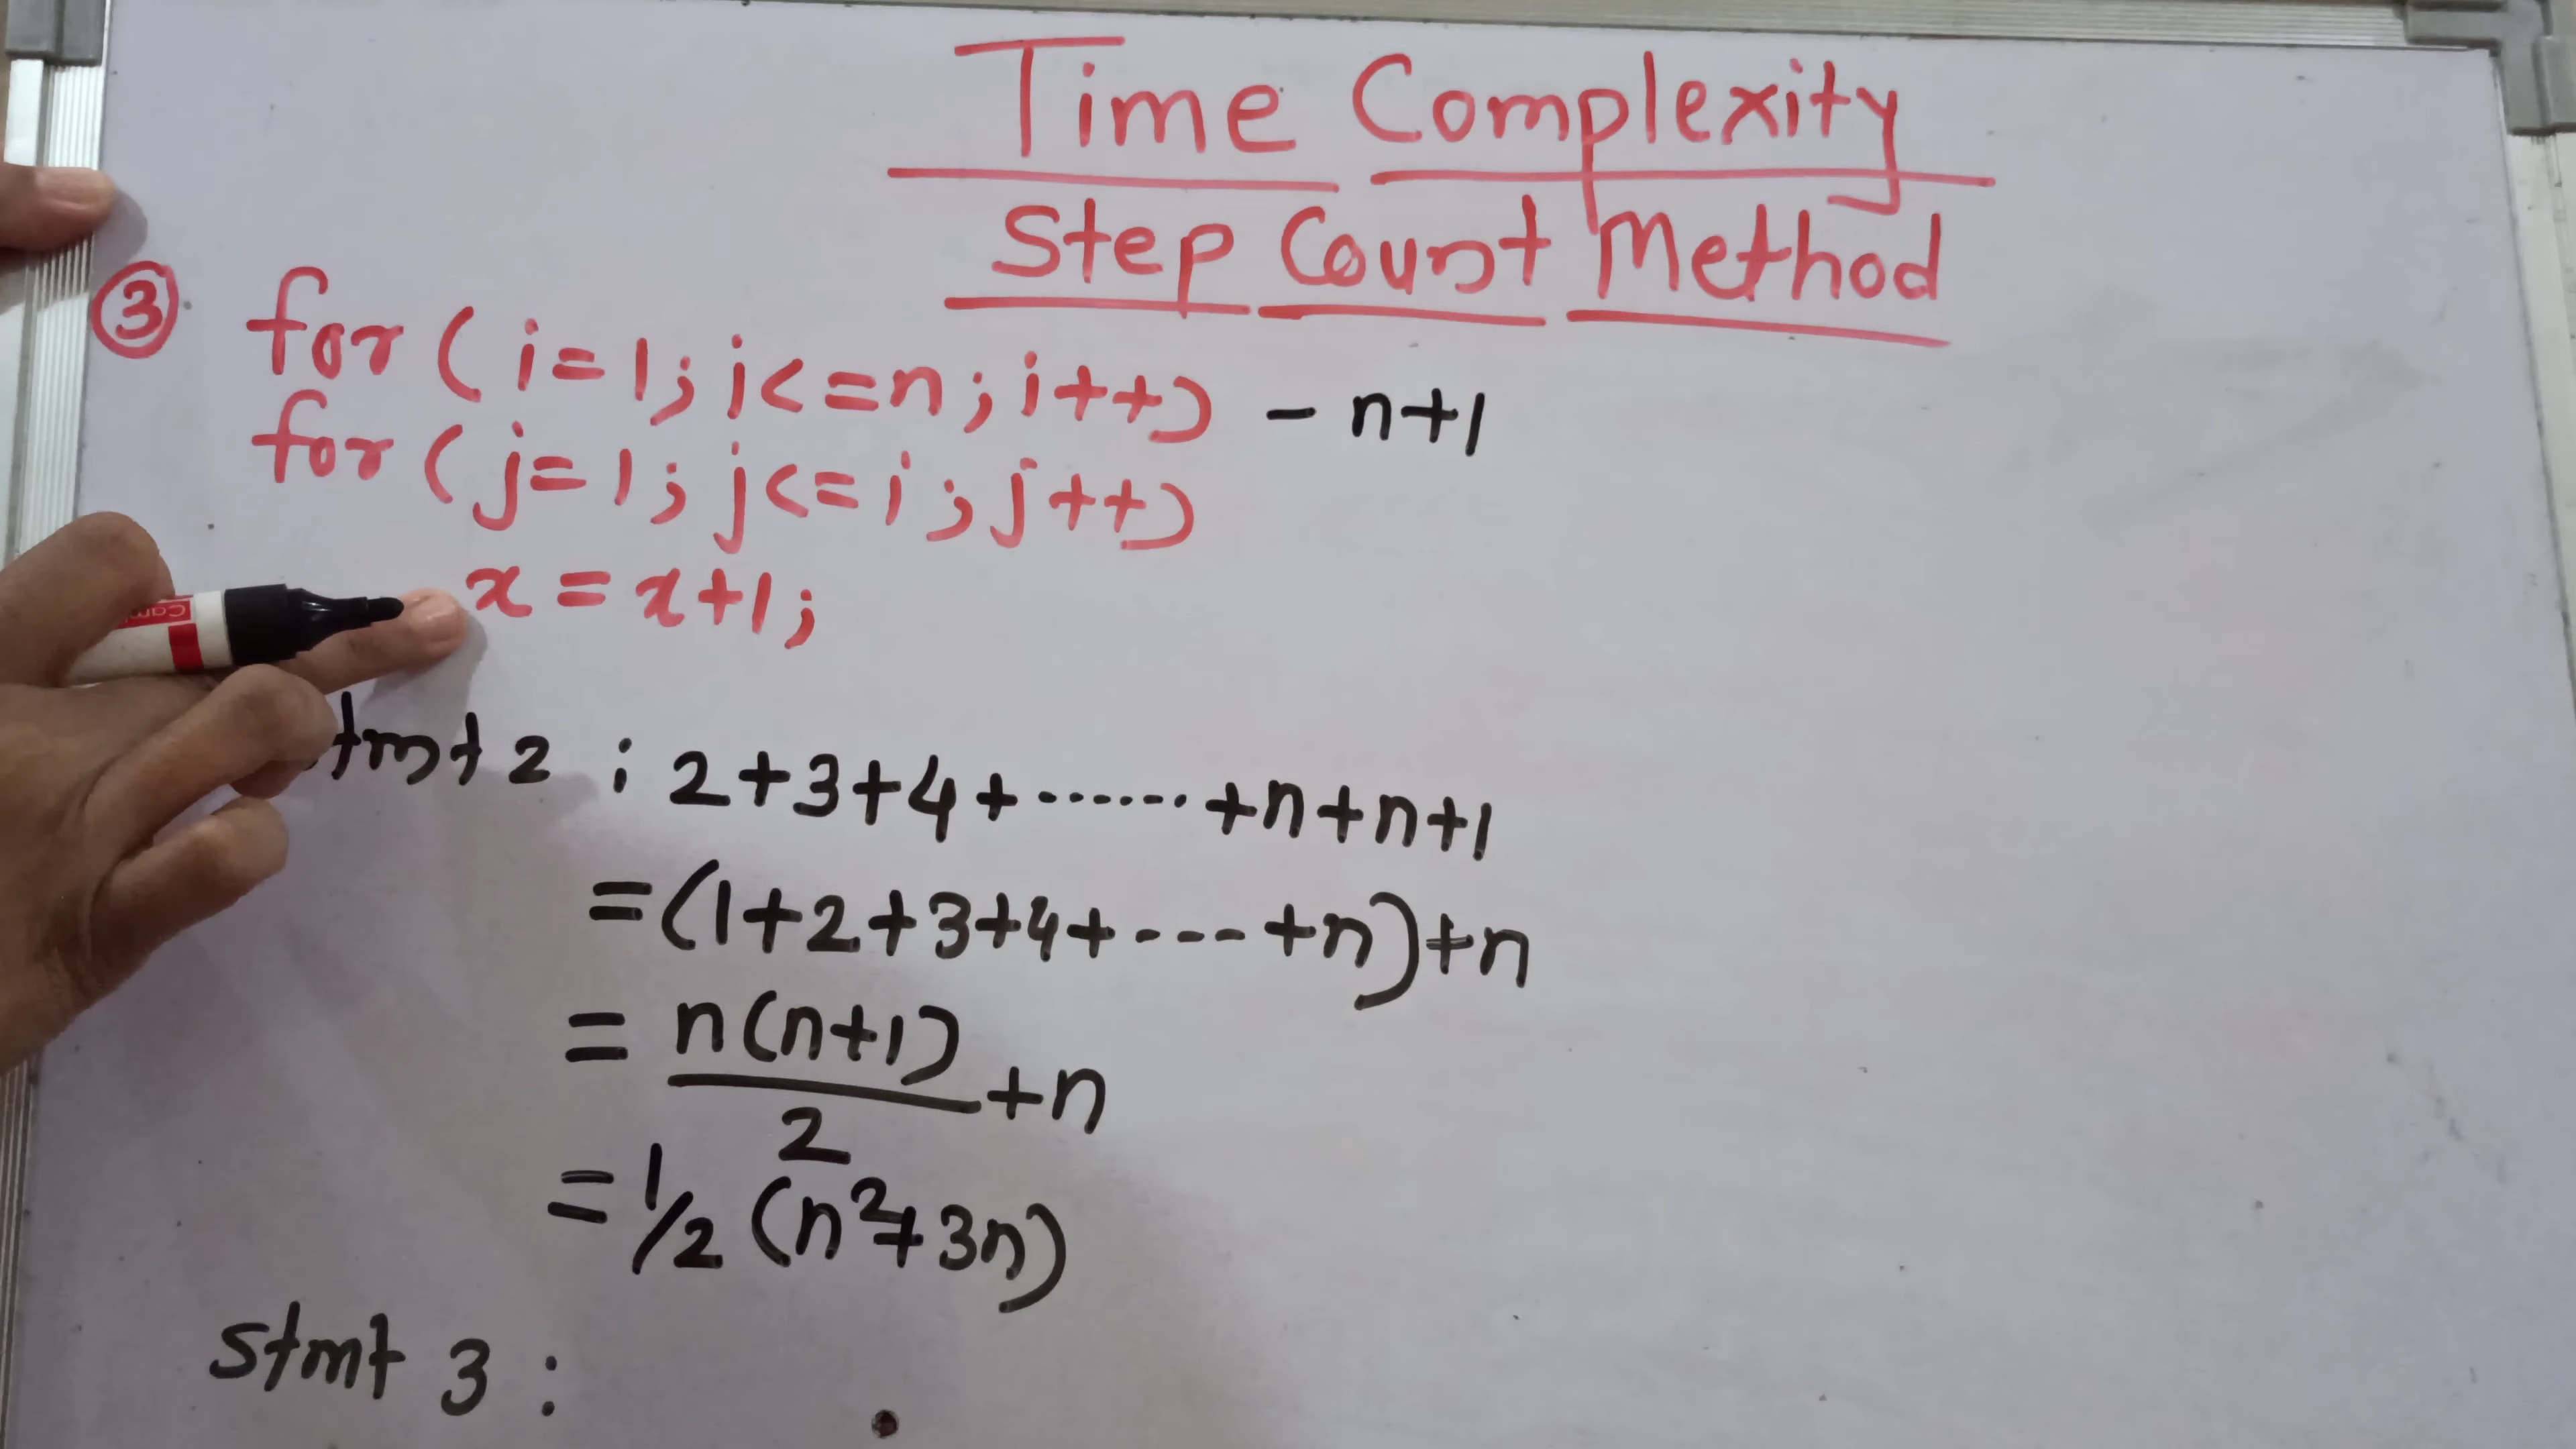 Time Complexity
Step Count Method
③ for ( i=1; i<=n; i++) - n+1
for ( j=1; j<=i; j++)
x = x+1;
tmt 2 : 2+3+4+......+n+n+1
=(1+2+3+4+----+n)+n
= n(n+1)/2 +n
= 1/2 (n²+3n)
stmt 3 :